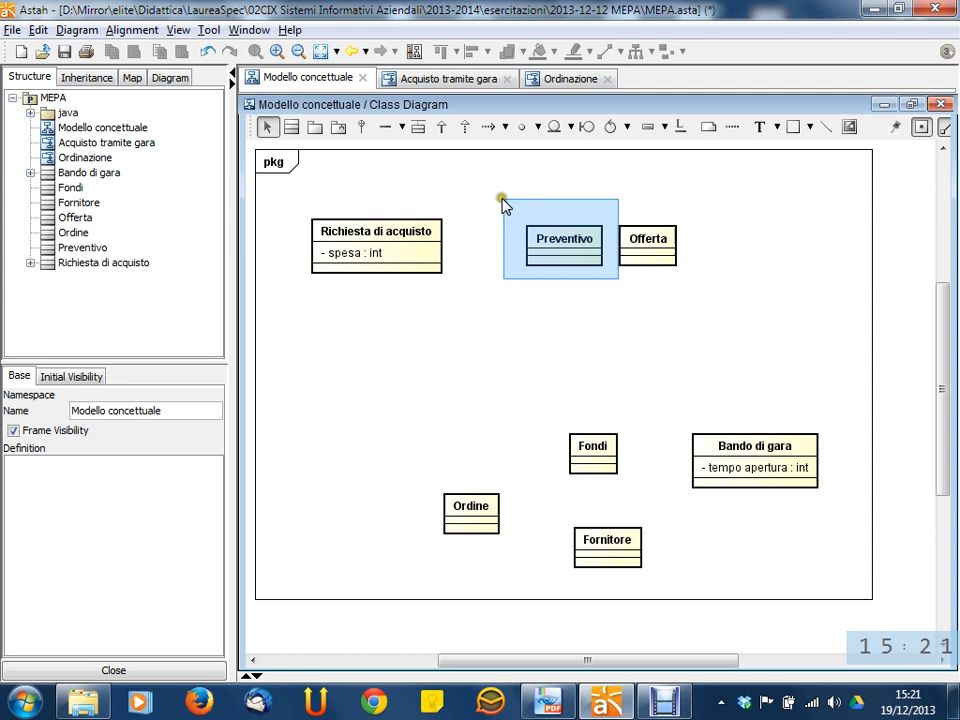 Astah - [D:\Mirror\elite\Didattica\LaureaSpec\02CIX Sistemi Informativi Aziendali\2013-2014\esercitazioni\2013-12-12 MEPA\MEPA.asta] (*)
File Edit Diagram Alignment View Tool Window Help
3
Structure Inheritance Map Diagram
Modello concettuale Acquisto tramite gara Ordinazione
MEPA
java
Modello concettuale
Acquisto tramite gara
Ordinazione
Bando di gara
Fondi
Fornitore
Offerta
Ordine
Preventivo
Richiesta di acquisto
Base Initial Visibility
Namespace
Name Modello concettuale
Frame Visibility
Definition
Close
Modello concettuale / Class Diagram
T
pkg
Richiesta di acquisto
- spesa : int
Preventivo
Offerta
Fondi
Bando di gara
- tempo apertura : int
Ordine
Fornitore
15:21
PDF
15:21
19/12/2013